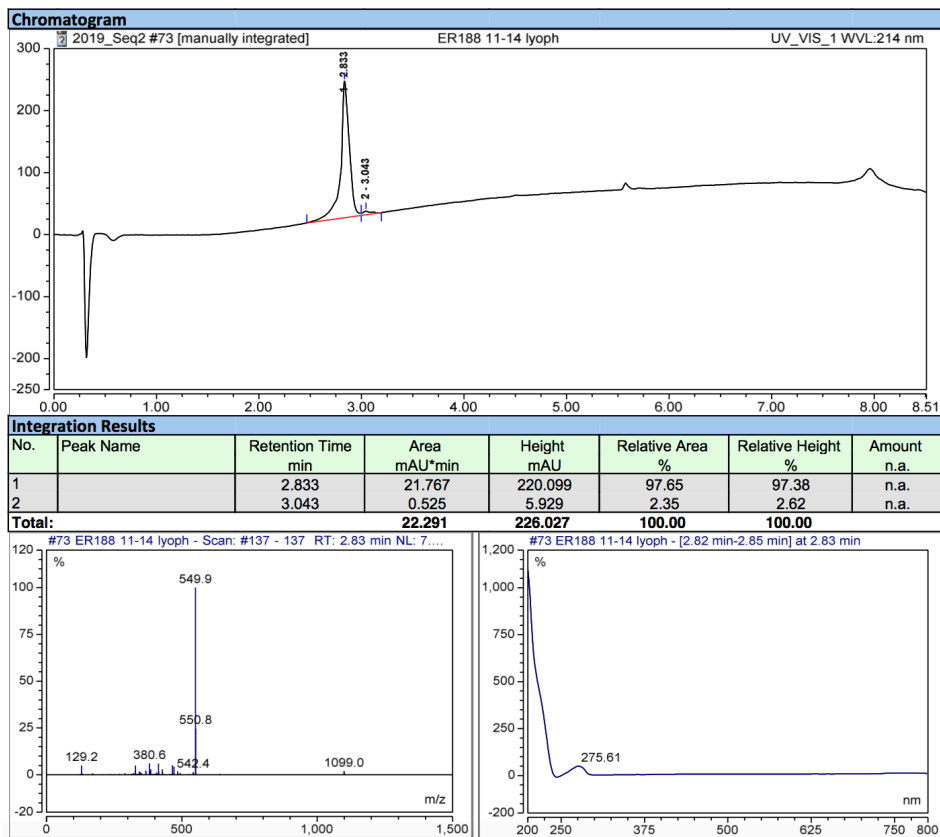 Chromatogram
2019_Seq2 #73 [manually integrated] ER188 11-14 lyoph UV_VIS_1 WVL:214 nm
300
200
100
0
-100
-200
-250
1 - 2.833
2 - 3.043
0.00 1.00 2.00 3.00 4.00 5.00 6.00 7.00 8.00 8.51
Integration Results
No. Peak Name Retention Time Area Height Relative Area Relative Height Amount
min mAU*min mAU % % n.a.
1 2.833 21.767 220.099 97.65 97.38 n.a.
2 3.043 0.525 5.929 2.35 2.62 n.a.
Total: 22.291 226.027 100.00 100.00
#73 ER188 11-14 lyoph - Scan: #137 - 137 RT: 2.83 min NL: 7....
120
%
100
75
50
25
0
-20
549.9
550.8
129.2 380.6 542.4 1099.0
m/z
0 500 1,000 1,500
#73 ER188 11-14 lyoph - [2.82 min-2.85 min] at 2.83 min
1,200
%
1,000
750
500
250
0
-200
275.61
nm
200 250 375 500 625 750 800